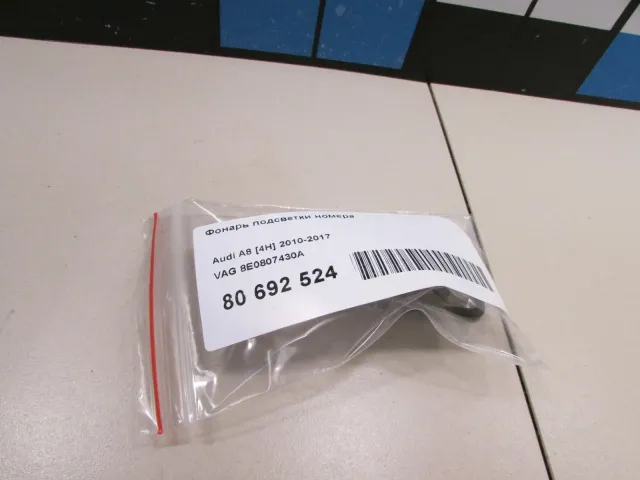 Фонарь подсветки номера
Audi A8 [4H] 2010-2017
VAG 8E0807430A
80 692 524